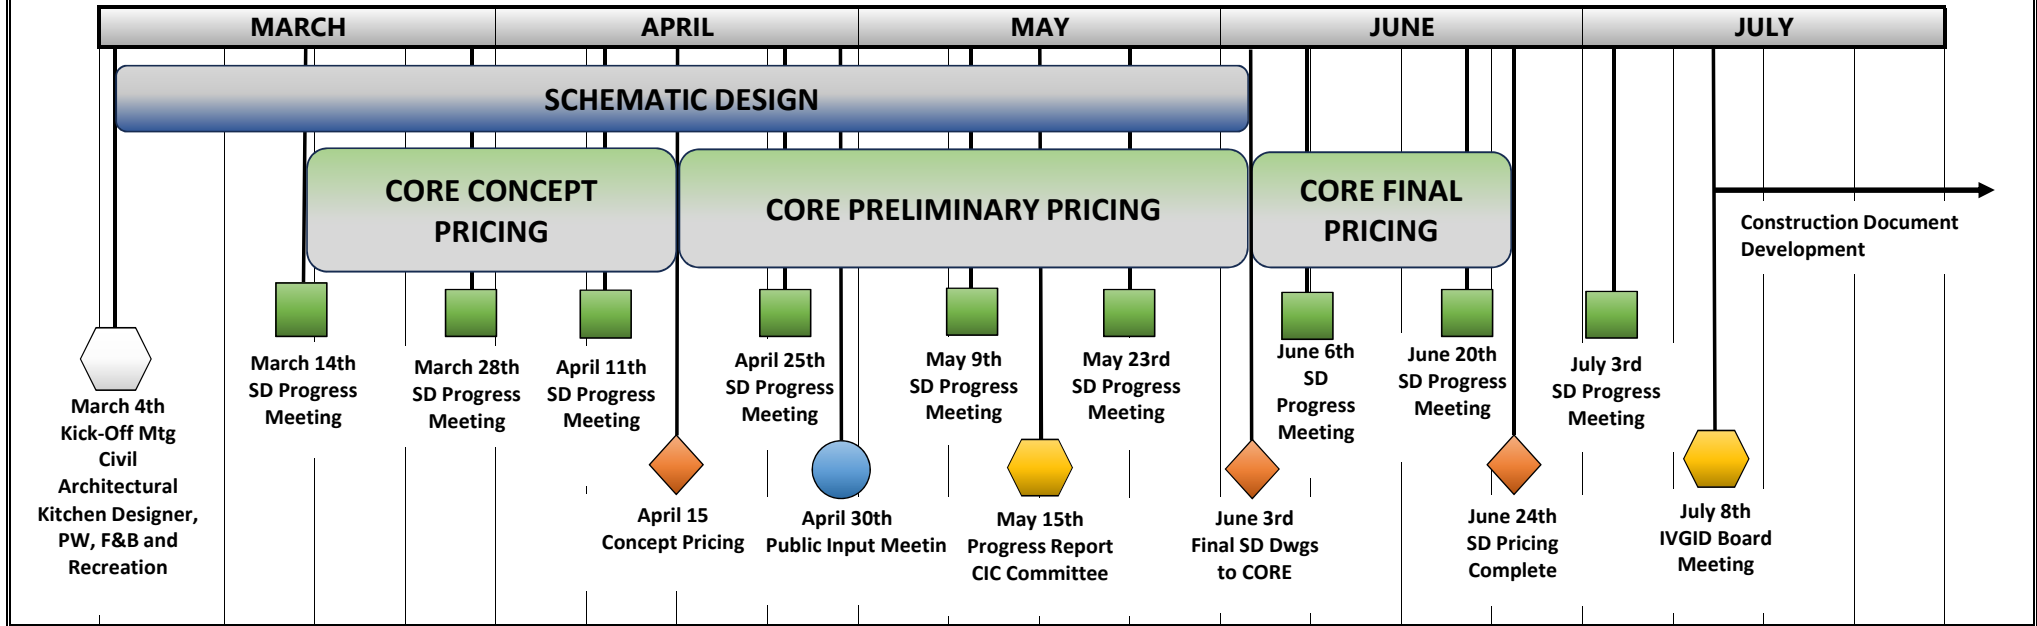 MARCH
APRIL
MAY
JUNE
JULY
SCHEMATIC DESIGN
CORE CONCEPT
PRICING
CORE PRELIMINARY PRICING
CORE FINAL
PRICING
Construction Document
Development
March 4th
Kick-Off Mtg
Civil
Architectural
Kitchen Designer,
PW, F&B and
Recreation
March 14th
SD Progress
Meeting
March 28th
SD Progress
Meeting
April 11th
SD Progress
Meeting
April 15
Concept Pricing
April 25th
SD Progress
Meeting
April 30th
Public Input Meetin
May 9th
SD Progress
Meeting
May 15th
Progress Report
CIC Committee
May 23rd
SD Progress
Meeting
June 3rd
Final SD Dwgs
to CORE
June 6th
SD
Progress
Meeting
June 20th
SD Progress
Meeting
June 24th
SD Pricing
Complete
July 3rd
SD Progress
Meeting
July 8th
IVGID Board
Meeting